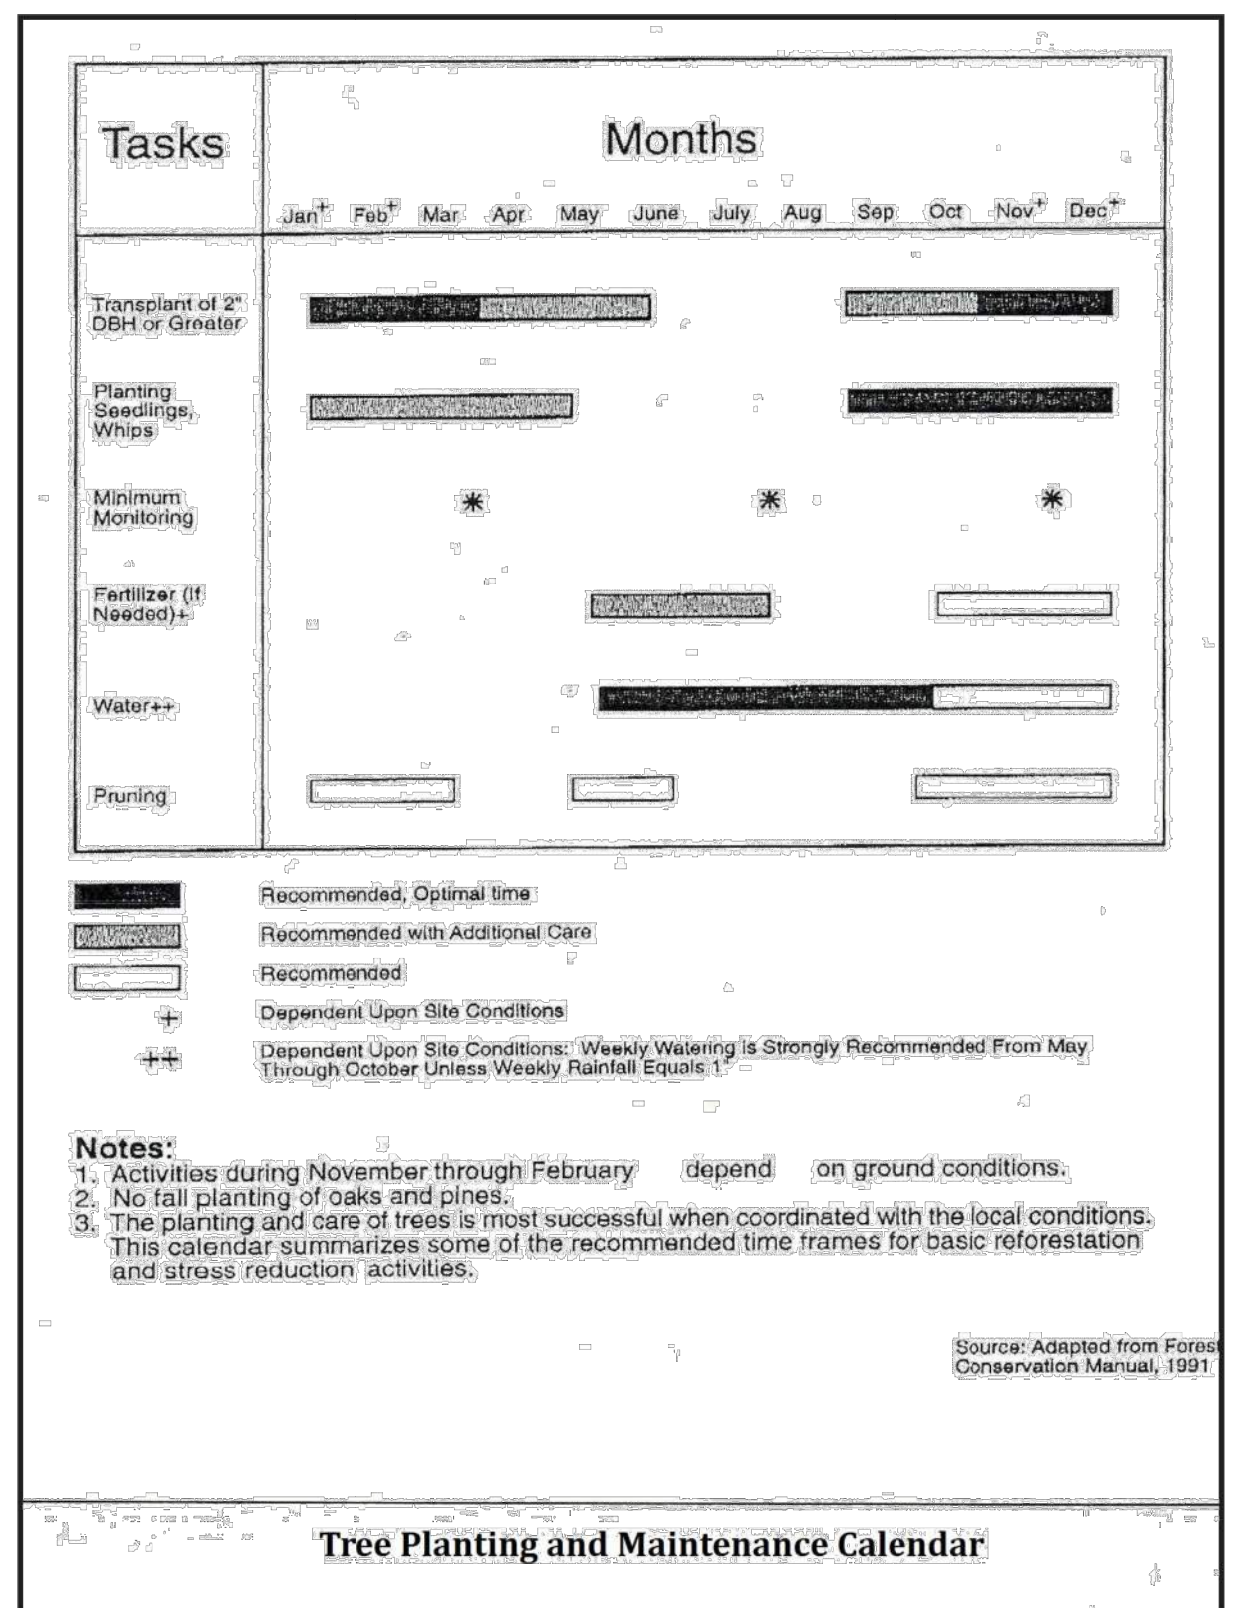 Tasks
Months
Jan+ Feb+ Mar Apr May June July Aug Sep Oct Nov+ Dec+
Transplant of 2"
DBH or Greater
Planting
Seedlings,
Whips
Minimum
Monitoring
Fertilizer (If
Needed)+
Water++
Pruning
Recommended, Optimal time
Recommended with Additional Care
Recommended
+ Dependent Upon Site Conditions
++ Dependent Upon Site Conditions: Weekly Watering is Strongly Recommended From May
Through October Unless Weekly Rainfall Equals 1"
Notes:
1. Activities during November through February depend on ground conditions.
2. No fall planting of oaks and pines.
3. The planting and care of trees is most successful when coordinated with the local conditions.
This calendar summarizes some of the recommended time frames for basic reforestation
and stress reduction activities.
Source: Adapted from Forest
Conservation Manual, 1991
Tree Planting and Maintenance Calendar